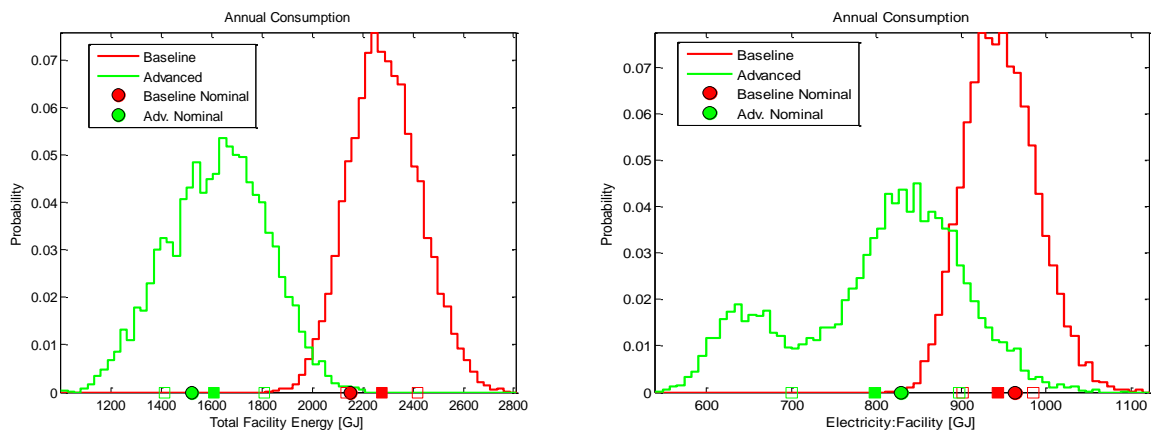 Annual Consumption
Baseline
Advanced
Baseline Nominal
Adv. Nominal
0.07
0.06
0.05
0.04
0.03
0.02
0.01
0
Probability
1200 1400 1600 1800 2000 2200 2400 2600 2800
Total Facility Energy [GJ]
Annual Consumption
Baseline
Advanced
Baseline Nominal
Adv. Nominal
0.07
0.06
0.05
0.04
0.03
0.02
0.01
0
Probability
600 700 800 900 1000 1100
Electricity:Facility [GJ]